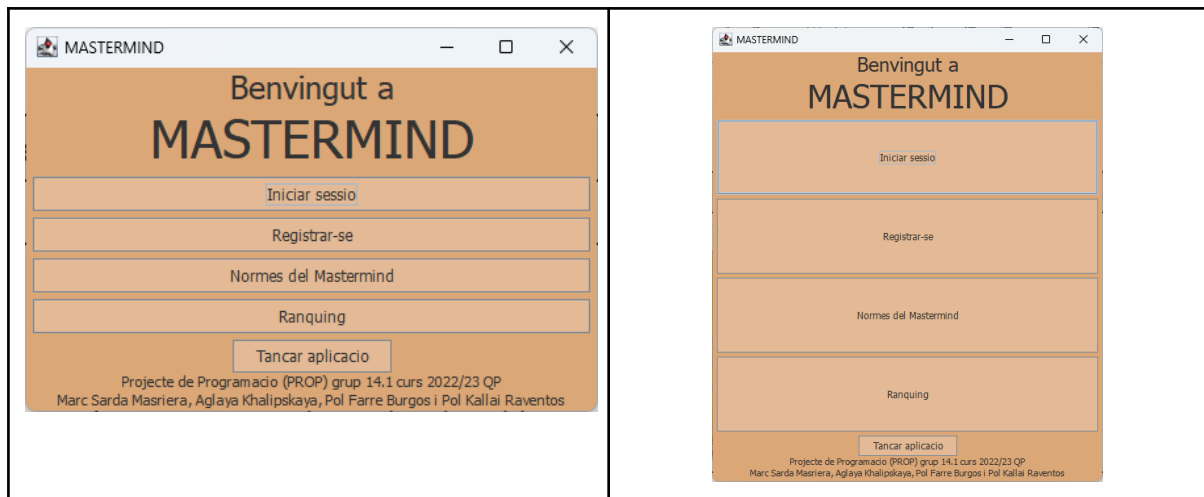 MASTERMIND
Benvingut a
MASTERMIND
Iniciar sessio
Registrar-se
Normes del Mastermind
Ranquing
Tancar aplicacio
Projecte de Programacio (PROP) grup 14.1 curs 2022/23 QP
Marc Sarda Masriera, Aglaya Khalipskaya, Pol Farre Burgos i Pol Kallai Raventos
MASTERMIND
Benvingut a
MASTERMIND
Iniciar sessio
Registrar-se
Normes del Mastermind
Ranquing
Tancar aplicacio
Projecte de Programacio (PROP) grup 14.1 curs 2022/23 QP
Marc Sarda Masriera, Aglaya Khalipskaya, Pol Farre Burgos i Pol Kallai Raventos